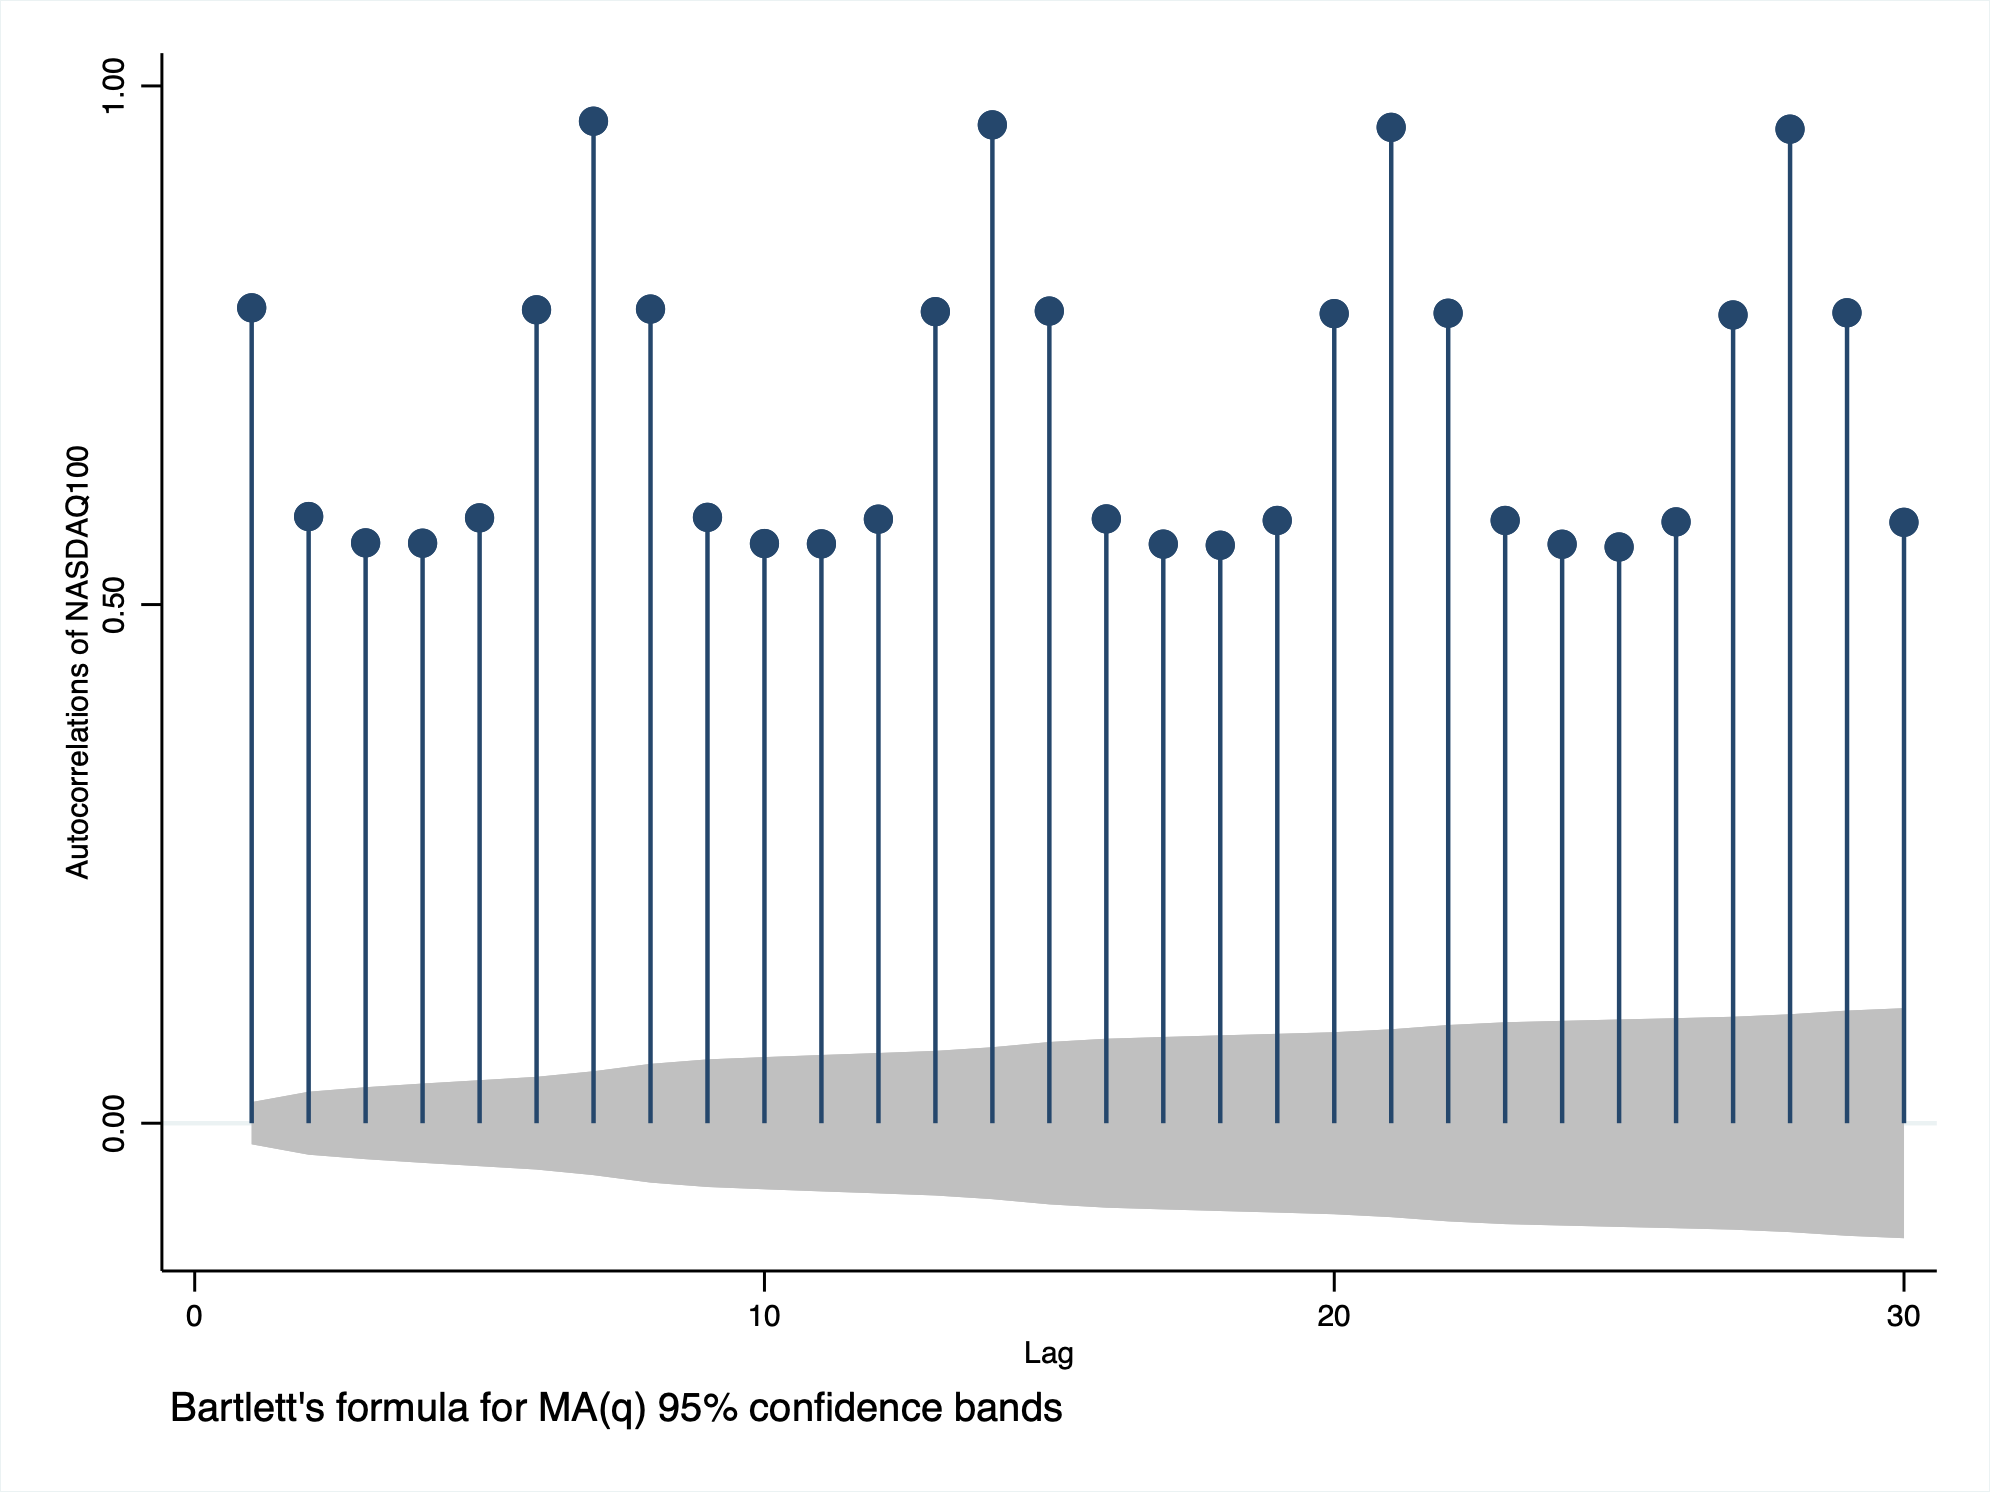 Autocorrelations of NASDAQ100
1.00
0.50
0.00
0 10 20 30
Lag
Bartlett's formula for MA(q) 95% confidence bands